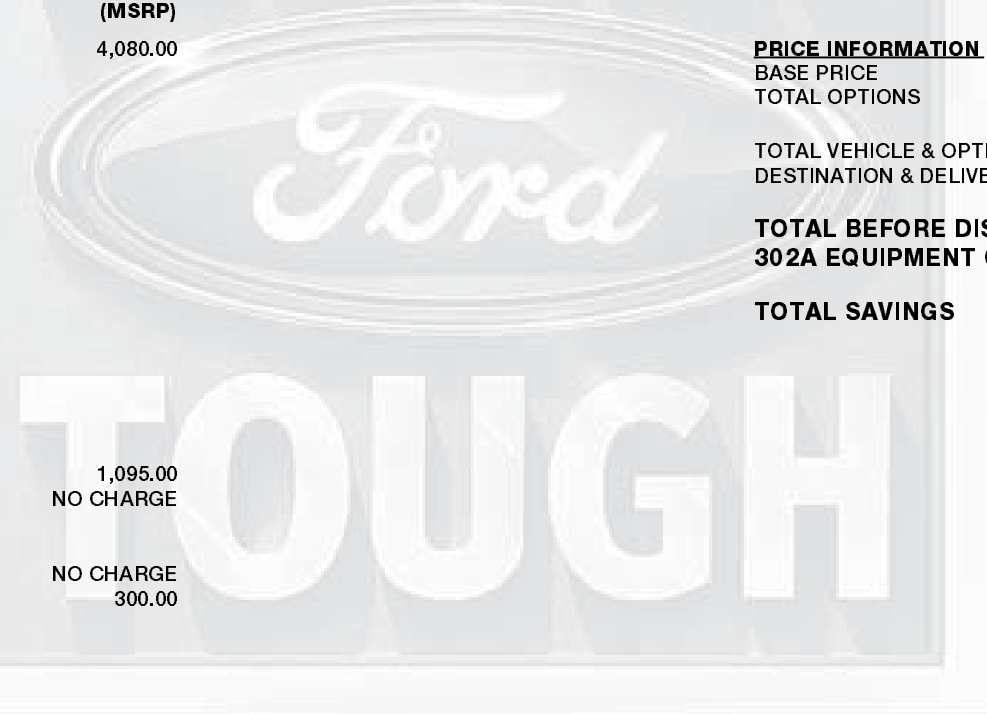 (MSRP)
4,080.00
1,095.00
NO CHARGE
NO CHARGE
300.00
Ford
TOUGH
PRICE INFORMATION
BASE PRICE
TOTAL OPTIONS
TOTAL VEHICLE & OPTI
DESTINATION & DELIVE
TOTAL BEFORE DIS
302A EQUIPMENT
TOTAL SAVINGS